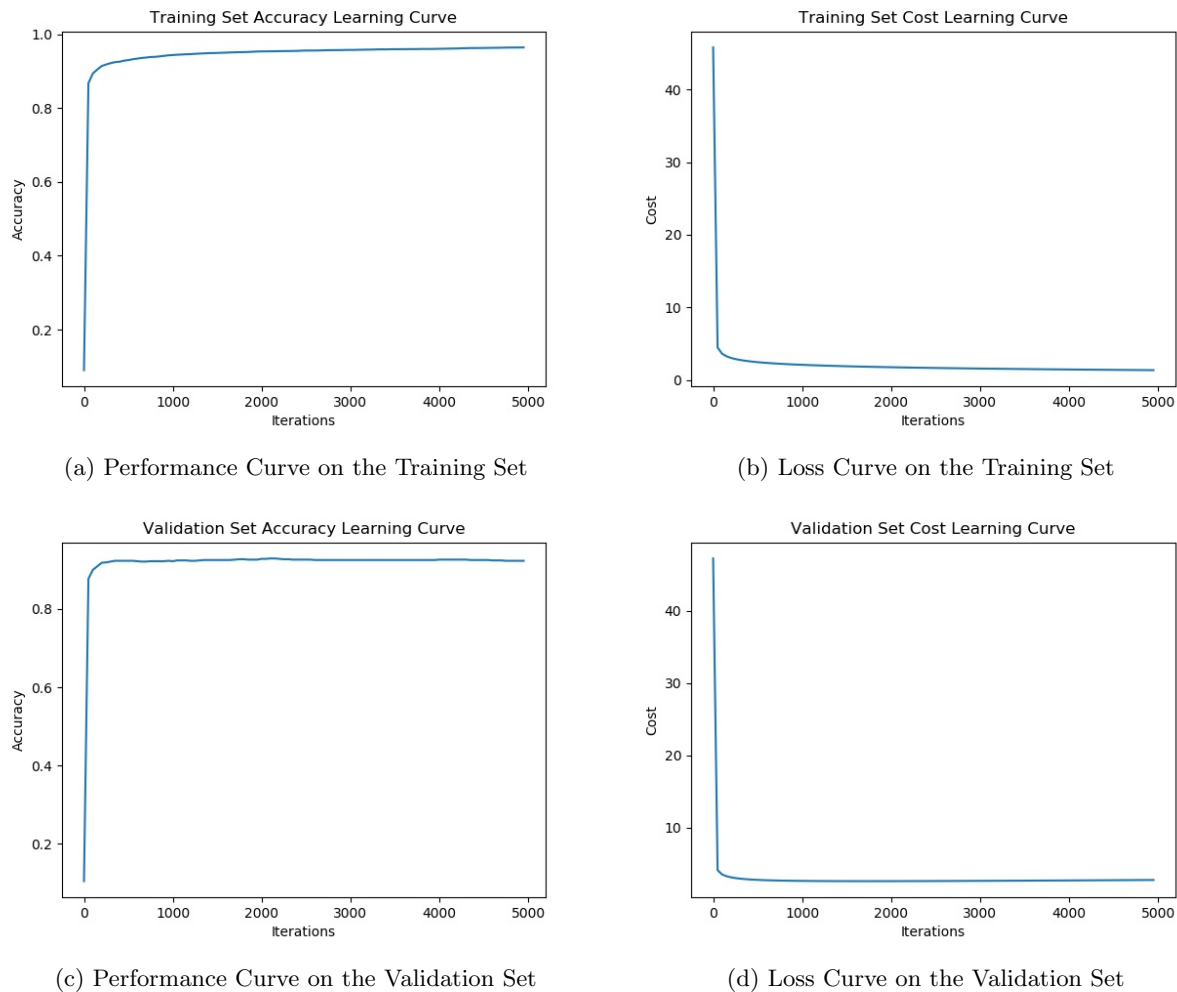 Training Set Accuracy Learning Curve
1.0
0.8
0.6
0.4
0.2
Accuracy
0 1000 2000 3000 4000 5000
Iterations
(a) Performance Curve on the Training Set
Training Set Cost Learning Curve
40
30
20
10
0
Cost
0 1000 2000 3000 4000 5000
Iterations
(b) Loss Curve on the Training Set
Validation Set Accuracy Learning Curve
0.8
0.6
0.4
0.2
Accuracy
0 1000 2000 3000 4000 5000
Iterations
(c) Performance Curve on the Validation Set
Validation Set Cost Learning Curve
40
30
20
10
Cost
0 1000 2000 3000 4000 5000
Iterations
(d) Loss Curve on the Validation Set